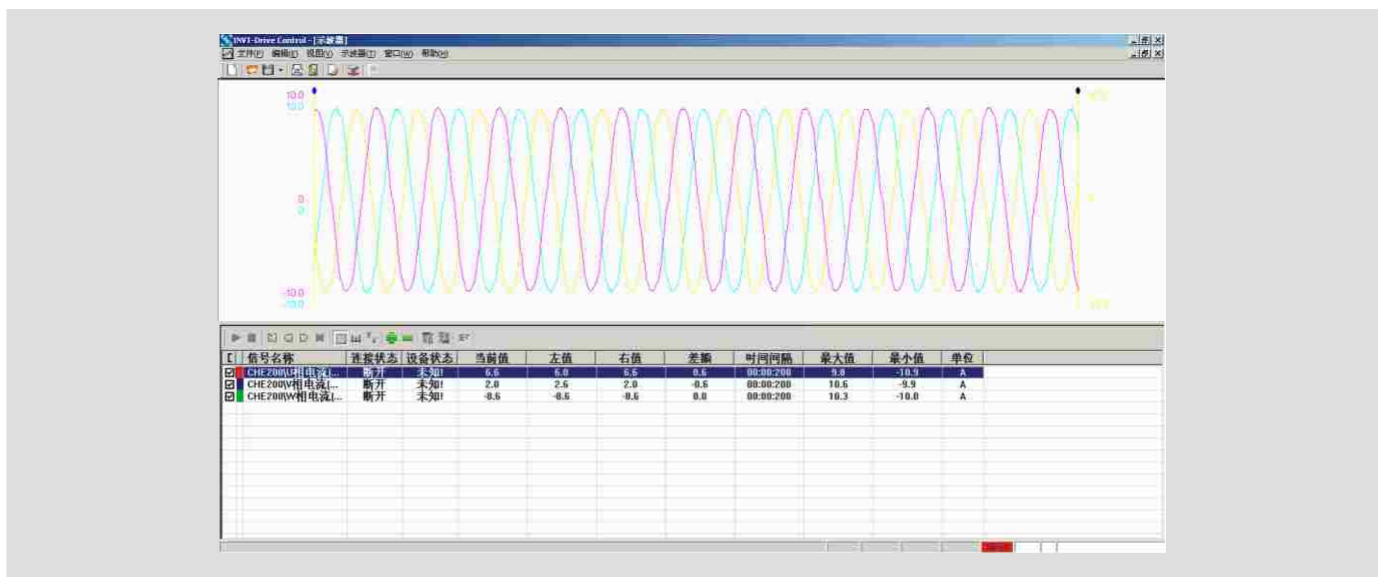 INVT-Drive Control - [示波器]
文件(F) 编辑(E) 视图(V) 示波器(T) 窗口(W) 帮助(H)
10.0
10.0
0
0
0
-10.0
-10.0
信号名称 连接状态 设备状态 当前值 左值 右值 差额 时间间隔 最大值 最小值 单位
CHE200\U相电流(... 断开 未知! 6.6 6.0 6.6 0.6 00:00:200 9.8 -10.9 A
CHE200\V相电流(... 断开 未知! 2.0 2.6 2.0 -0.6 00:00:200 10.6 -9.9 A
CHE200\W相电流(... 断开 未知! -8.6 -8.6 -8.6 0.0 00:00:200 10.3 -10.0 A